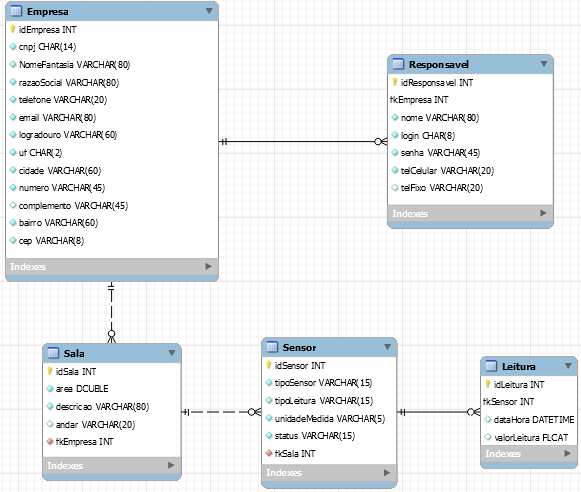 Empresa
idEmpresa INT
cnpj CHAR(14)
NomeFantasia VARCHAR(80)
razaoSocial VARCHAR(80)
telefone VARCHAR(20)
email VARCHAR(80)
logradouro VARCHAR(60)
uf CHAR(2)
cidade VARCHAR(60)
numero VARCHAR(45)
complemento VARCHAR(45)
bairro VARCHAR(60)
cep VARCHAR(8)
Indexes
Responsavel
idResponsavel INT
fkEmpresa INT
nome VARCHAR(80)
login CHAR(8)
senha VARCHAR(45)
telCelular VARCHAR(20)
telFixo VARCHAR(20)
Indexes
Sala
idSala INT
area DOUBLE
descricao VARCHAR(80)
andar VARCHAR(20)
fkEmpresa INT
Indexes
Sensor
idSensor INT
tipoSensor VARCHAR(15)
tipoLeitura VARCHAR(15)
unidadeMedida VARCHAR(5)
status VARCHAR(15)
fkSala INT
Indexes
Leitura
idLeitura INT
fkSensor INT
dataHora DATETIME
valorLeitura FLOAT
Indexes